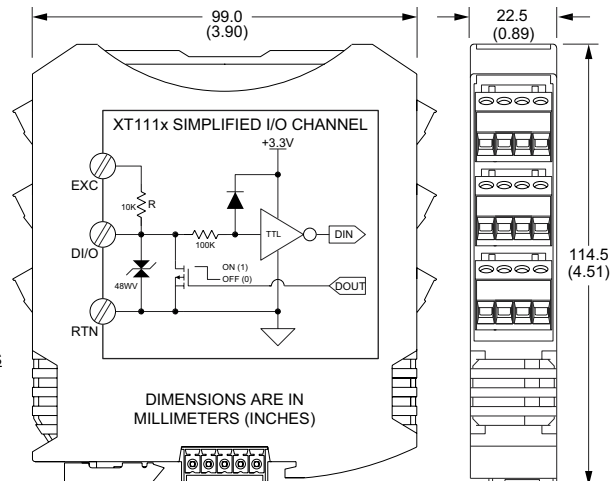 99.0
(3.90)
22.5
(0.89)
XT111x SIMPLIFIED I/O CHANNEL
+3.3V
EXC
10K
R
DI/O
100K
TTL
DIN
48WV
ON (1)
OFF (0)
DOUT
RTN
114.5
(4.51)
s
DIMENSIONS ARE IN
MILLIMETERS (INCHES)